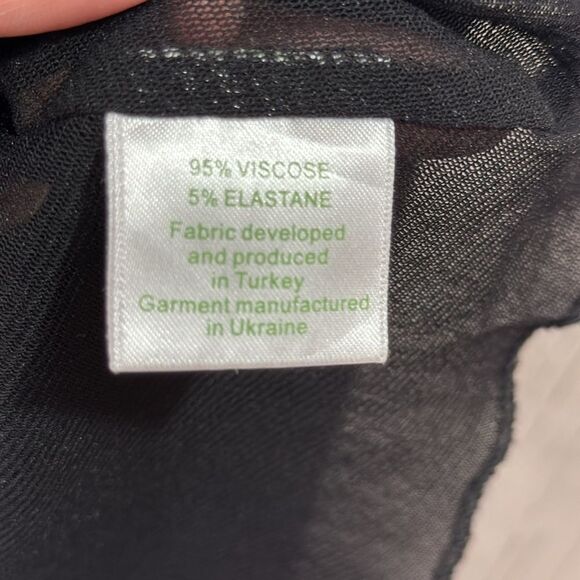 95% VISCOSE
5% ELASTANE
Fabric developed
and produced
in Turkey
Garment manufactured
in Ukraine